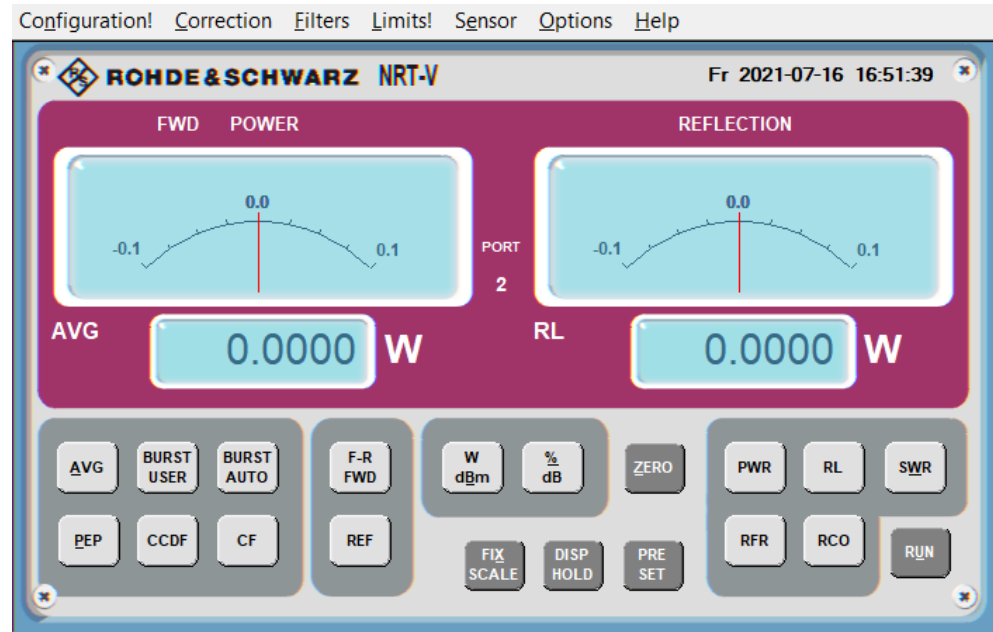 Configuration! Correction Filters Limits! Sensor Options Help
R&S ROHDE&SCHWARZ NRT-V Fr 2021-07-16 16:51:39
FWD POWER REFLECTION
0.0 0.0
-0.1 0.1 PORT -0.1 0.1
2
AVG 0.0000 W RL 0.0000 W
AVG BURST USER BURST AUTO F-R FWD W dBm % dB ZERO PWR RL SWR
PEP CCDF CF REF FIX SCALE DISP HOLD PRE SET RFR RCO RUN